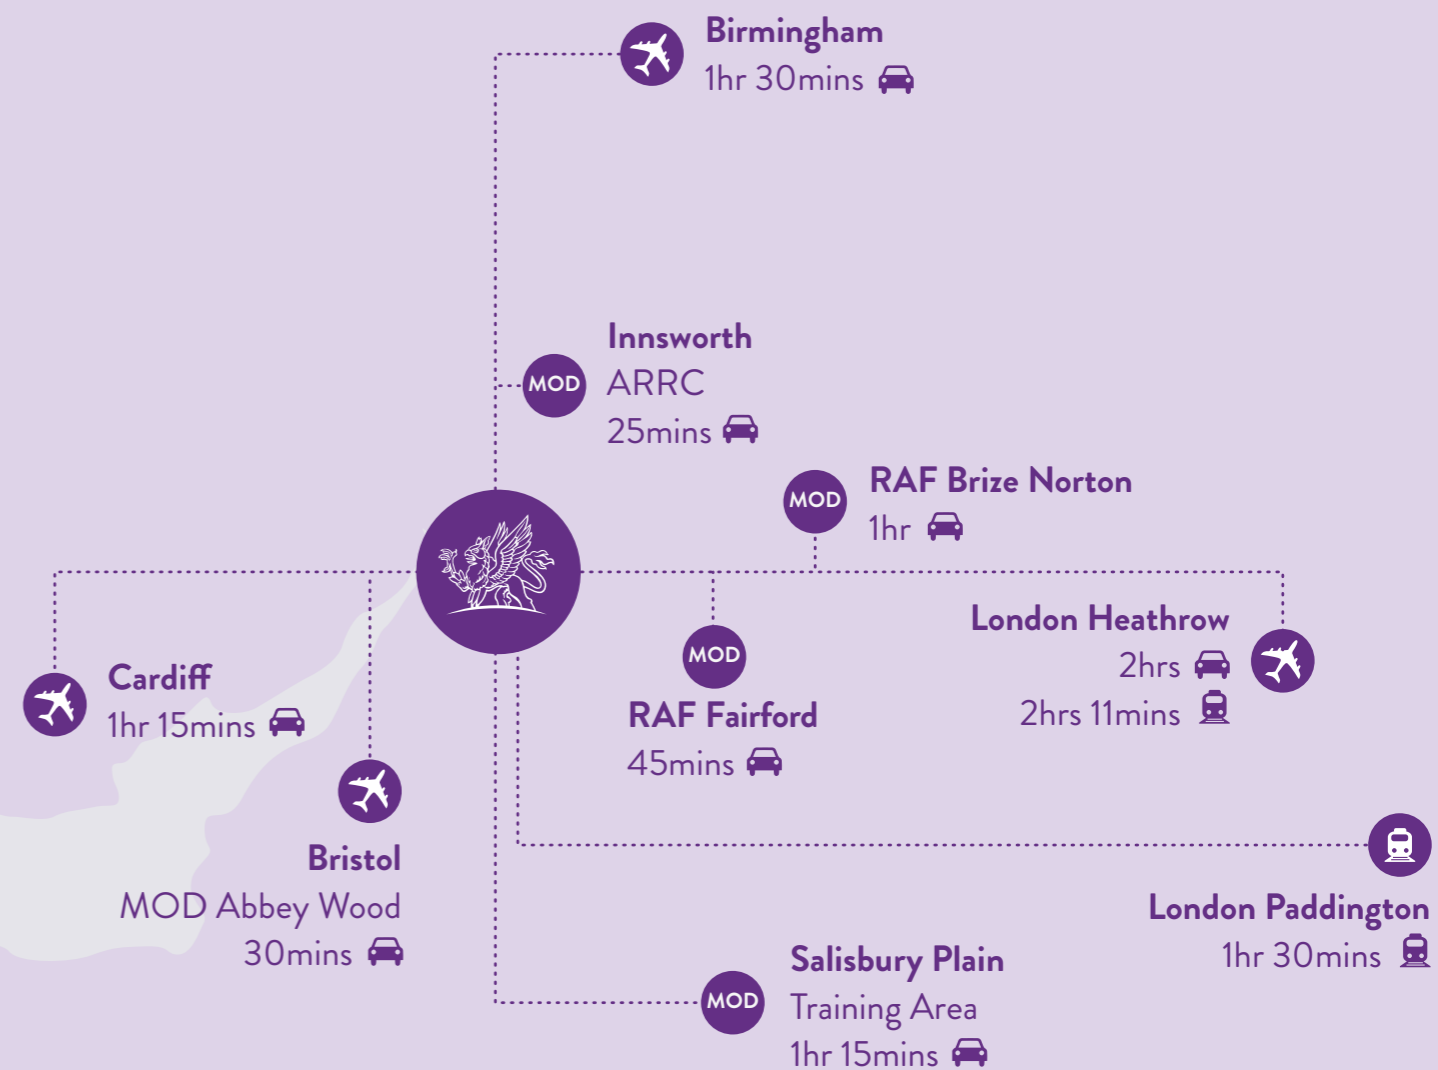 Birmingham
1hr 30mins
Innsworth
MOD
ARRC
25mins
RAF Brize Norton
MOD
1hr
London Heathrow
2hrs
2hrs 11mins
MOD
RAF Fairford
45mins
Cardiff
1hr 15mins
Bristol
MOD Abbey Wood
30mins
London Paddington
1hr 30mins
Salisbury Plain
MOD
Training Area
1hr 15mins